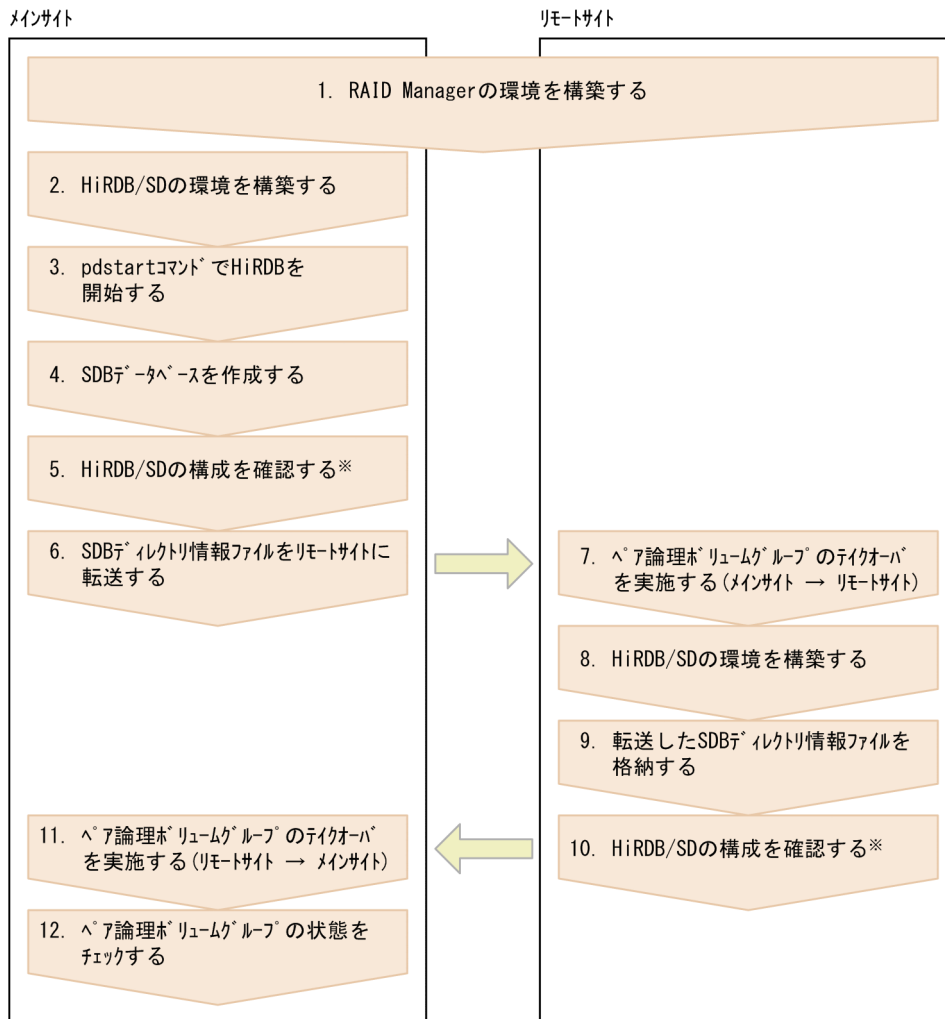 メインサイト
リモートサイト
1. RAID Managerの環境を構築する
2. HiRDB/SDの環境を構築する
3. pdstartコマンドでHiRDBを
開始する
4. SDBデータベースを作成する
5. HiRDB/SDの構成を確認する※
6. SDBディレクトリ情報ファイルをリモートサイトに
転送する
7. ペア論理ボリュームグループのテイクオーバ
を実施する(メインサイト → リモートサイト)
8. HiRDB/SDの環境を構築する
9. 転送したSDBディレクトリ情報ファイルを
格納する
10. HiRDB/SDの構成を確認する※
11. ペア論理ボリュームグループのテイクオーバ
を実施する(リモートサイト → メインサイト)
12. ペア論理ボリュームグループの状態を
チェックする